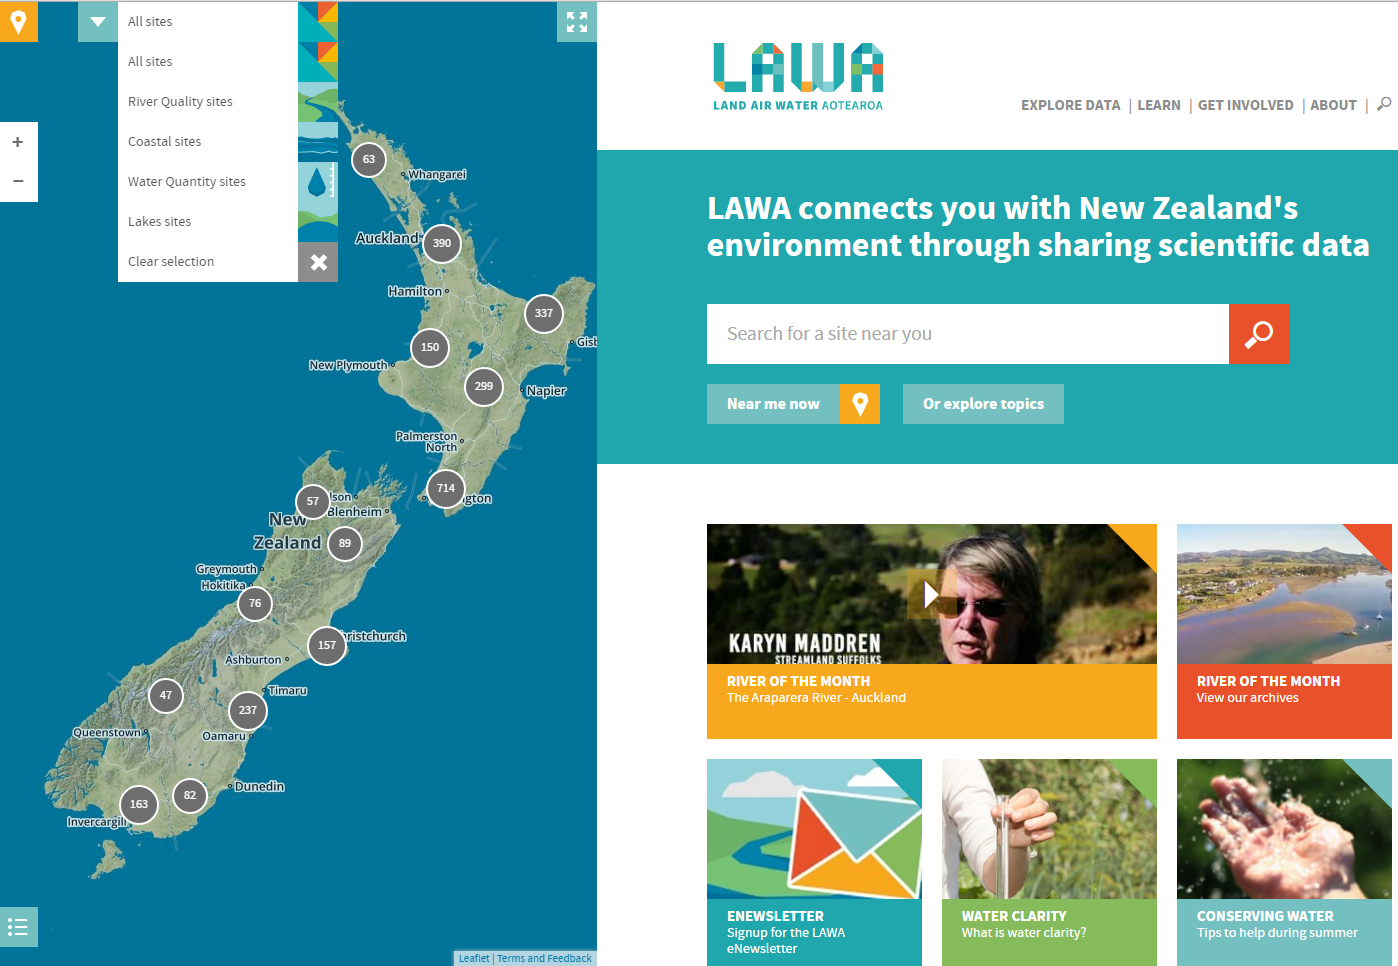 All sites
All sites
River Quality sites
Coastal sites
Water Quantity sites
Lakes sites
Clear selection
+
−
63
Whangarei
Auckland
390
Hamilton
337
Gisb
150
New Plymouth
299
Napier
Palmerston
North
714
gton
57
lson
Blenheim
New
Zealand
89
Greymouth
Hokitika
76
157
hristchurch
Ashburton
47
Timaru
237
Queenstown
Oamaru
82
Dunedin
163
Invercargill
Leaflet | Terms and Feedback
LAWA
LAND AIR WATER AOTEAROA
EXPLORE DATA | LEARN | GET INVOLVED | ABOUT |
LAWA connects you with New Zealand's
environment through sharing scientific data
Search for a site near you
Near me now
Or explore topics
KARYN MADDREN
STREAMLAND SUFFOLKS
RIVER OF THE MONTH
The Araparera River - Auckland
RIVER OF THE MONTH
View our archives
ENEWSLETTER
Signup for the LAWA
eNewsletter
WATER CLARITY
What is water clarity?
CONSERVING WATER
Tips to help during summer